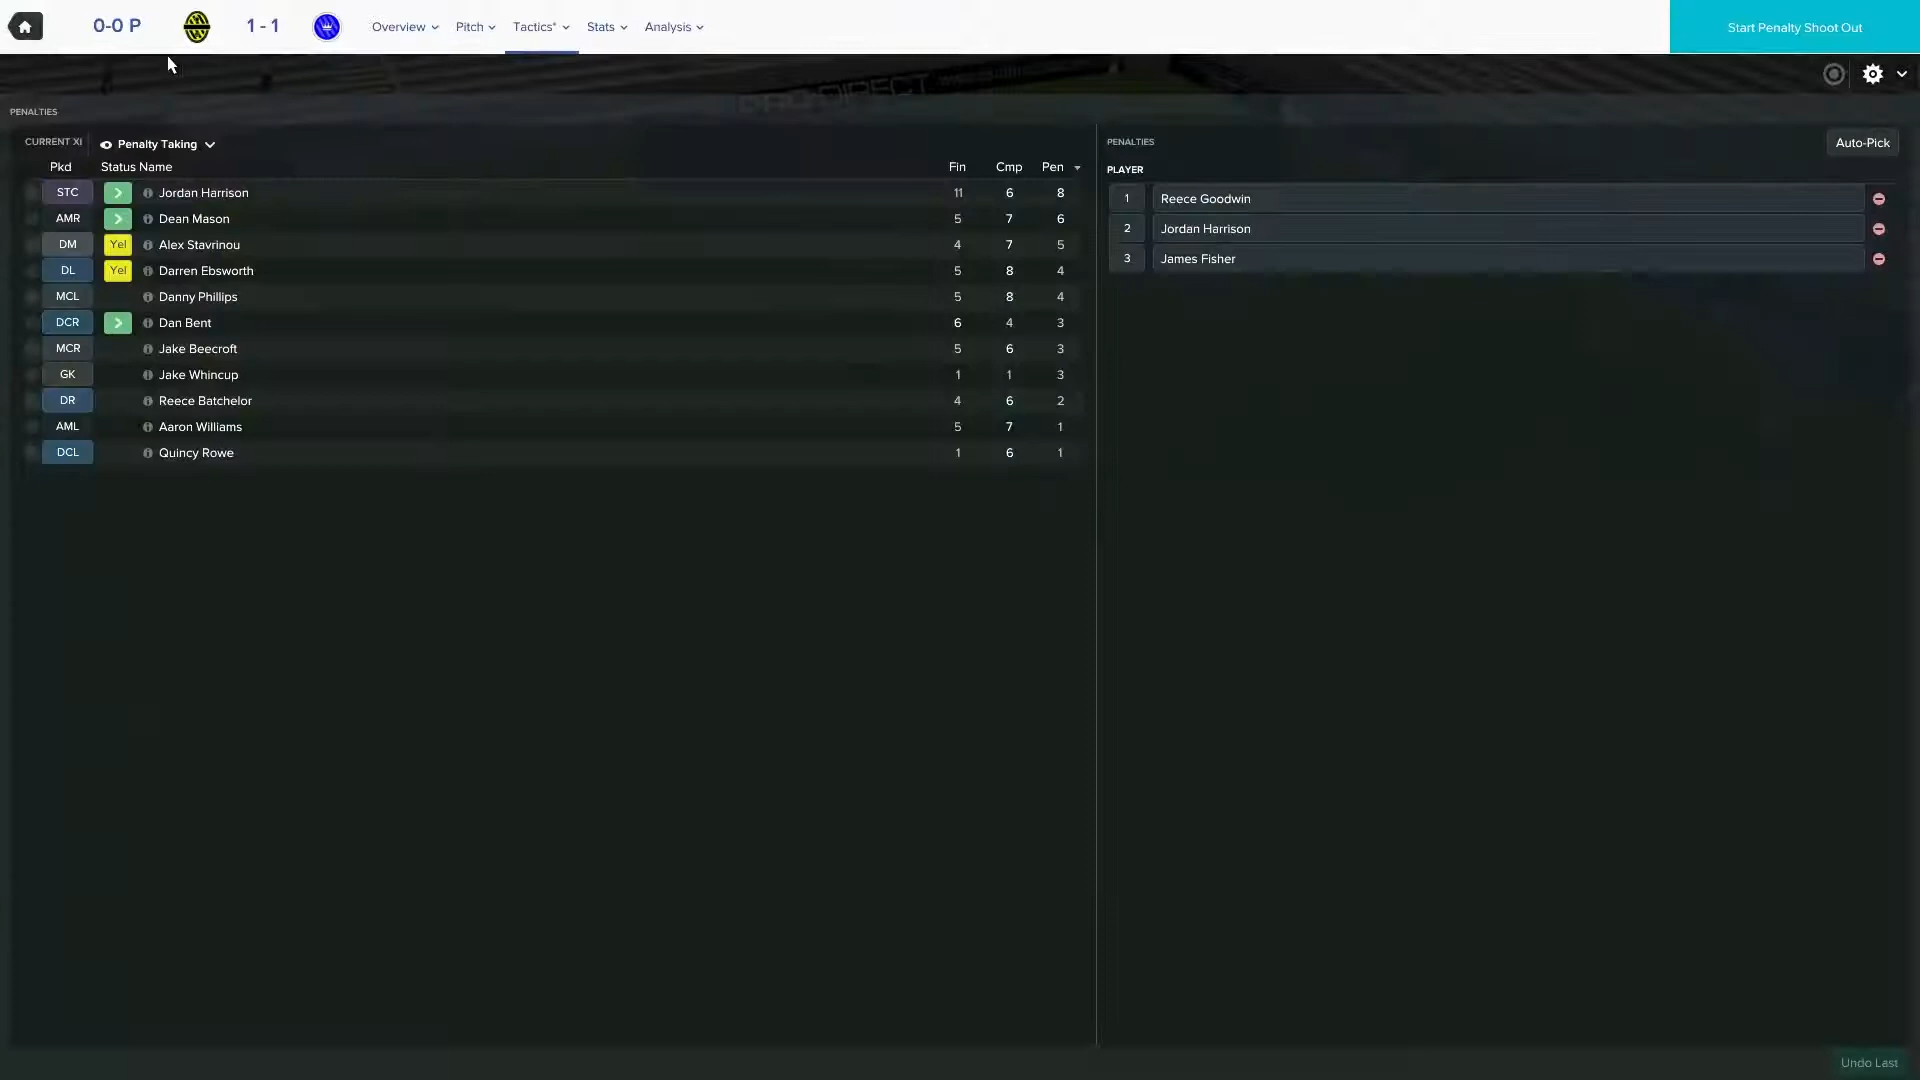 0-0 P 1 - 1 Overview Pitch Tactics* Stats Analysis Start Penalty Shoot Out
PRO:DIRECT
PENALTIES
CURRENT XI Penalty Taking
Pkd Status Name Fin Cmp Pen
STC Jordan Harrison 11 6 8
AMR Dean Mason 5 7 6
DM Yel Alex Stavrinou 4 7 5
DL Yel Darren Ebsworth 5 8 4
MCL Danny Phillips 5 8 4
DCR Dan Bent 6 4 3
MCR Jake Beecroft 5 6 3
GK Jake Whincup 1 1 3
DR Reece Batchelor 4 6 2
AML Aaron Williams 5 7 1
DCL Quincy Rowe 1 6 1
PENALTIES Auto-Pick
PLAYER
1 Reece Goodwin
2 Jordan Harrison
3 James Fisher
Undo Last